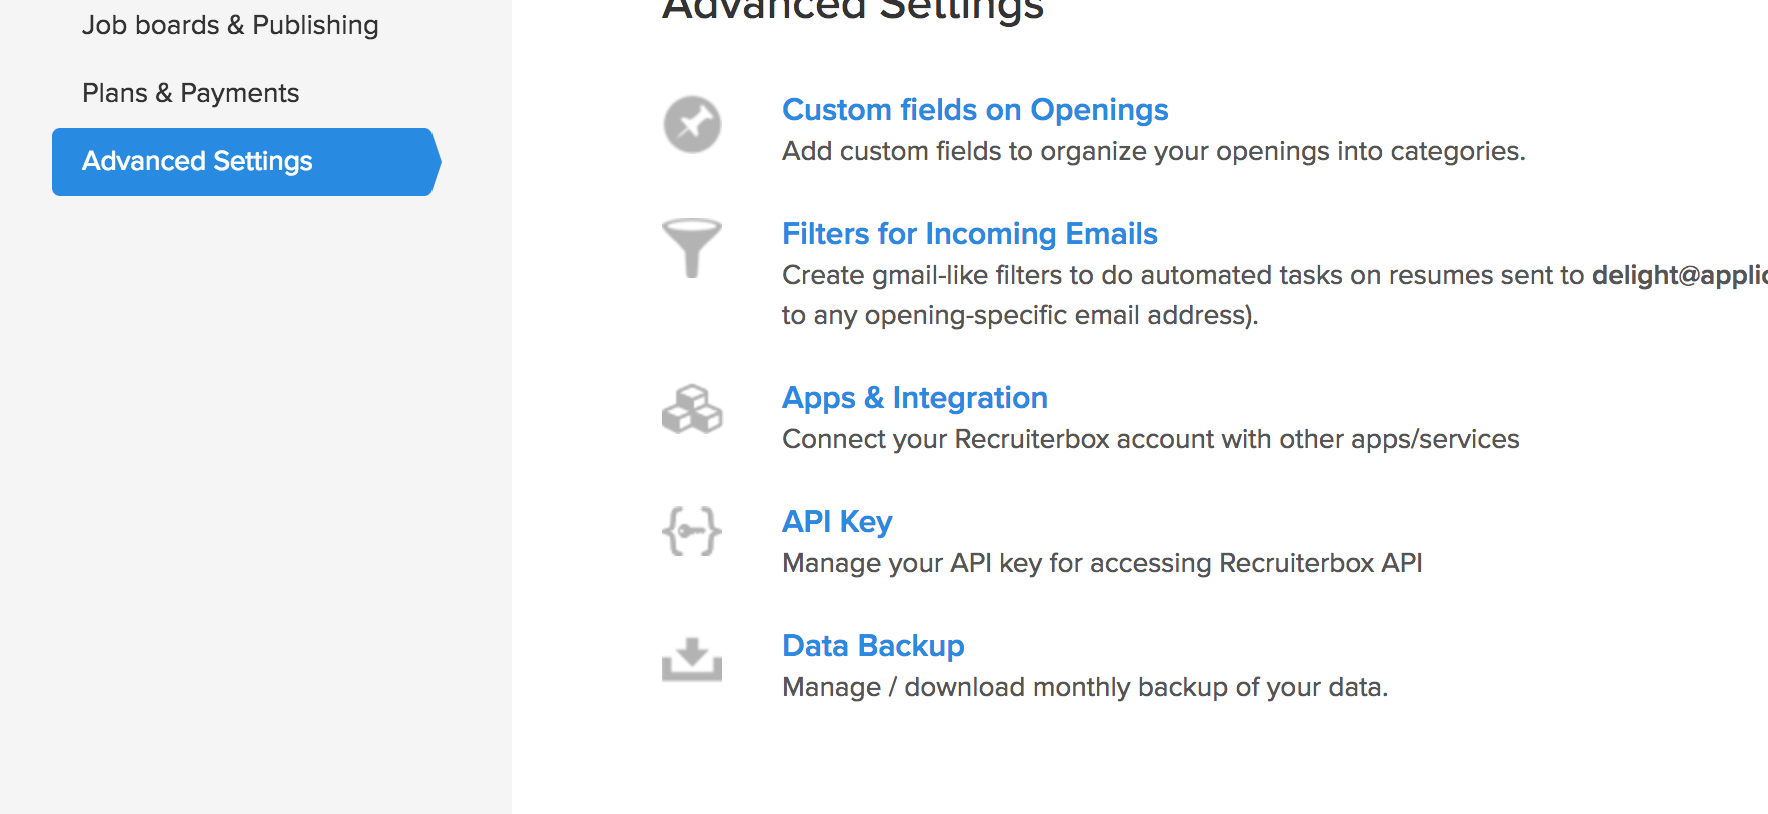 Job boards & Publishing
Plans & Payments
Advanced Settings
Advanced Settings
Custom fields on Openings
Add custom fields to organize your openings into categories.
Filters for Incoming Emails
Create gmail-like filters to do automated tasks on resumes sent to delight@applic
to any opening-specific email address).
Apps & Integration
Connect your Recruiterbox account with other apps/services
API Key
Manage your API key for accessing Recruiterbox API
Data Backup
Manage / download monthly backup of your data.